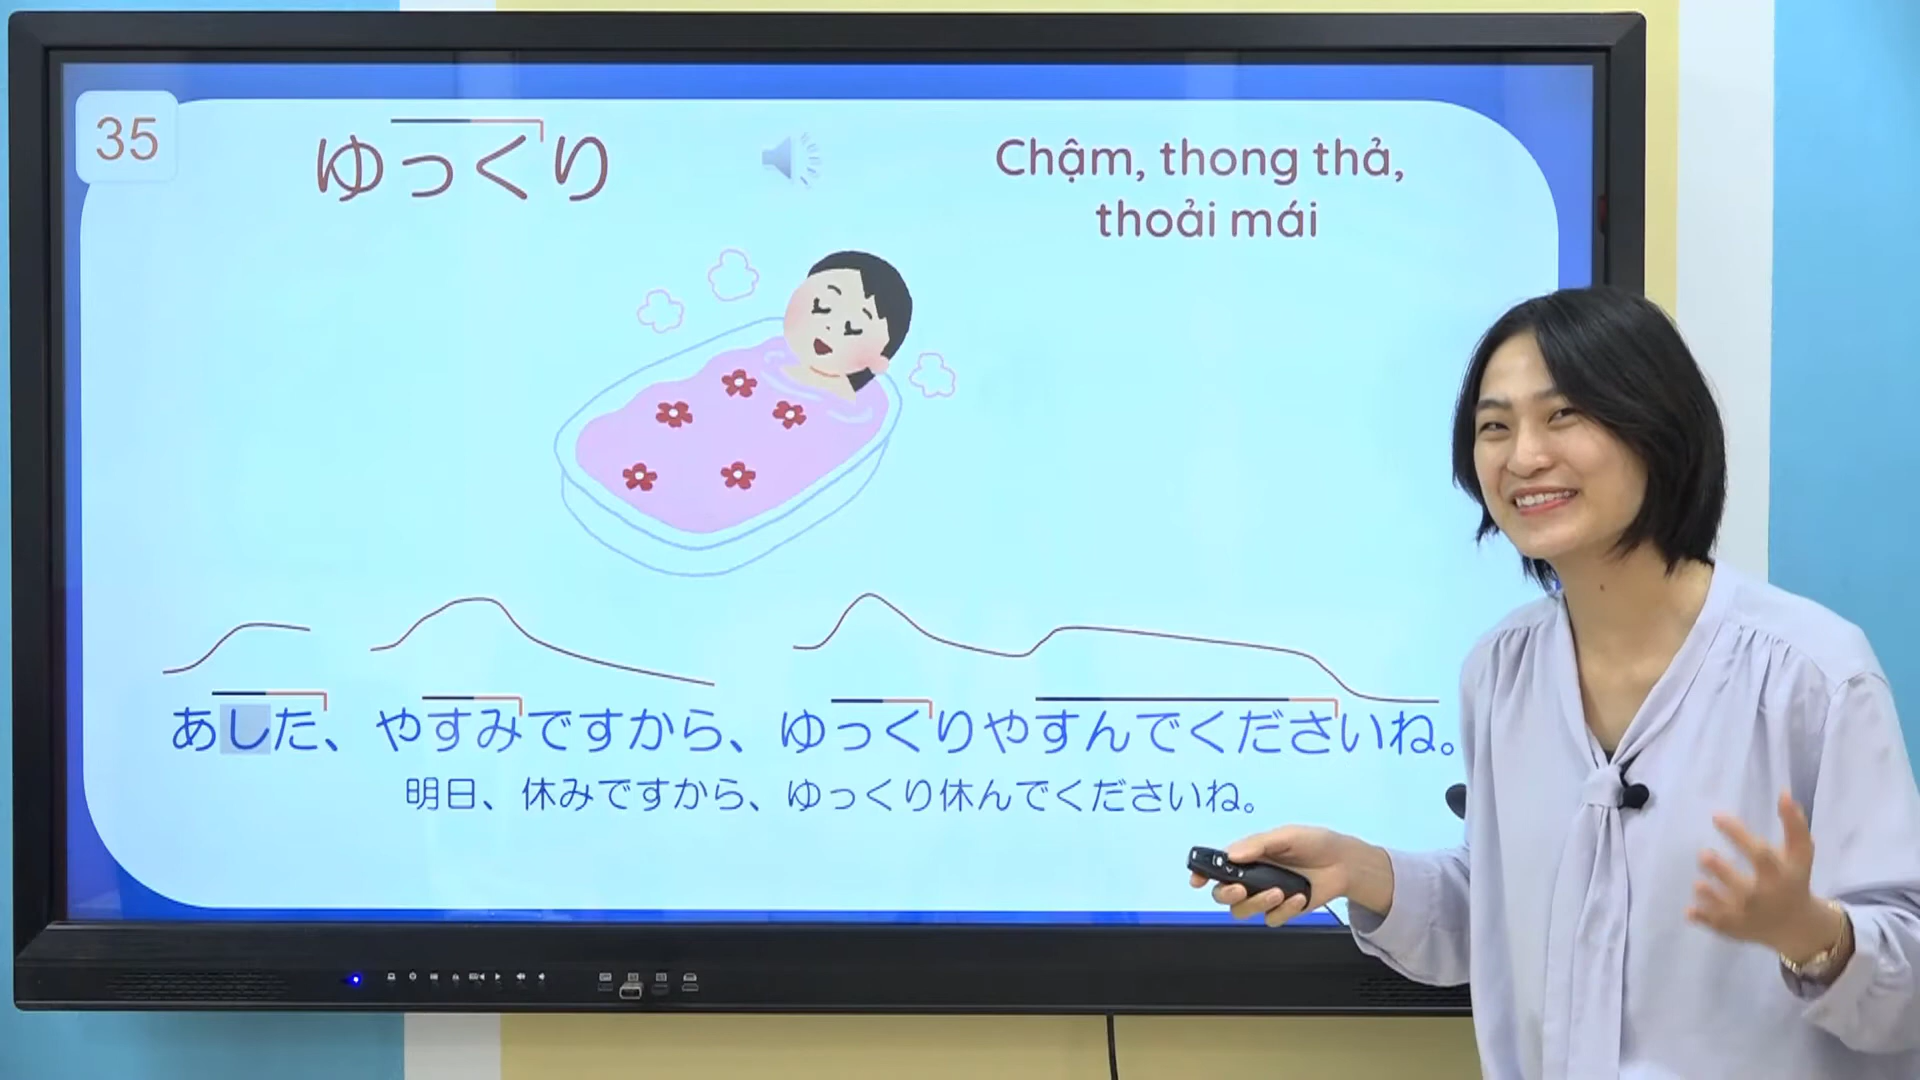 35
ゆっくり
Chậm, thong thả,
thoải mái
あした、やすみですから、ゆっくりやすんでくださいね。
明日、休みですから、ゆっくり休んでくださいね。